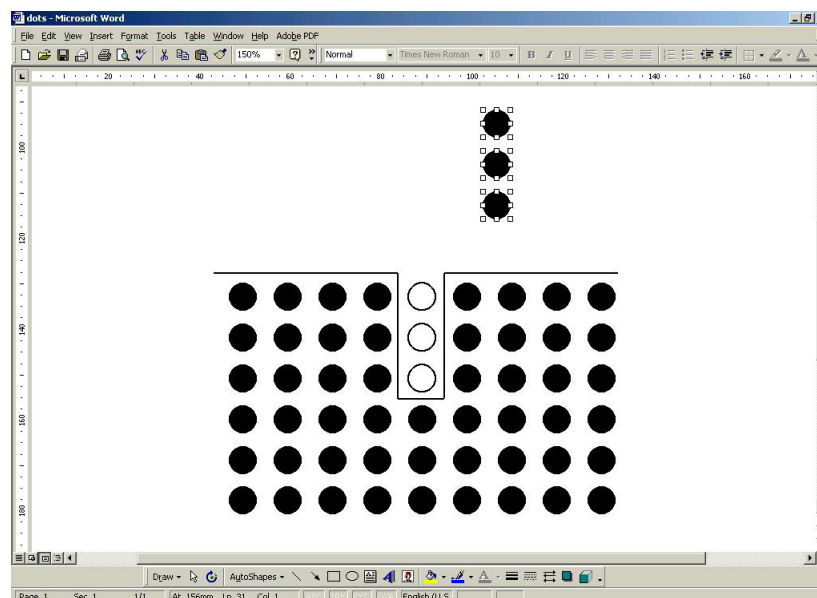 dots - Microsoft Word
File Edit View Insert Format Tools Table Window Help Adobe PDF
150% Normal Times New Roman 10 B I U
L 20 40 60 80 100 120 140 160
100
120
140
160
180
Draw AutoShapes A
Page 1 Sec 1 1/1 At 156mm Ln 31 Col 1 English (U.S